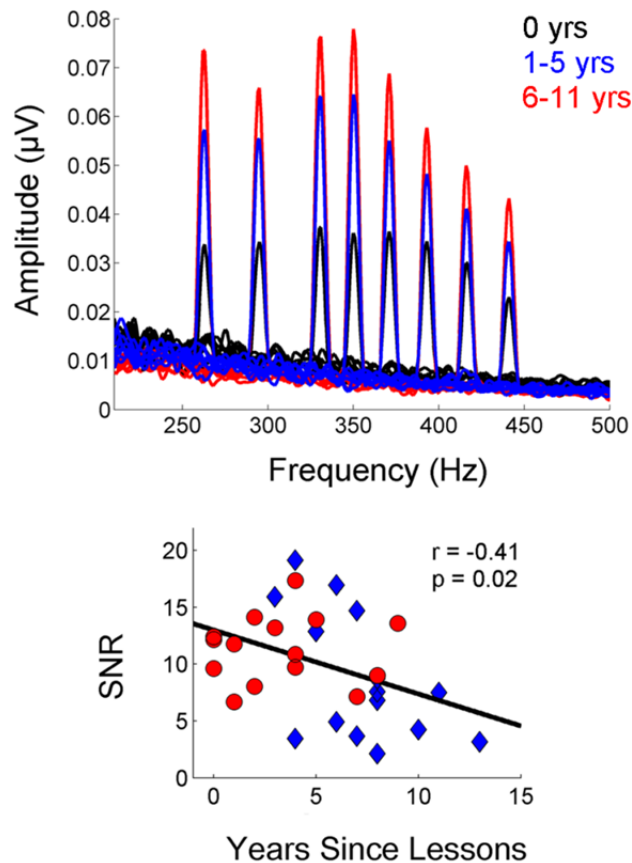 0.08
0.07
0.06
0.05
0.04
0.03
0.02
0.01
0
Amplitude (µV)
0 yrs
1-5 yrs
6-11 yrs
250 300 350 400 450 500
Frequency (Hz)
20
15
10
5
0
SNR
r = -0.41
p = 0.02
0 5 10 15
Years Since Lessons